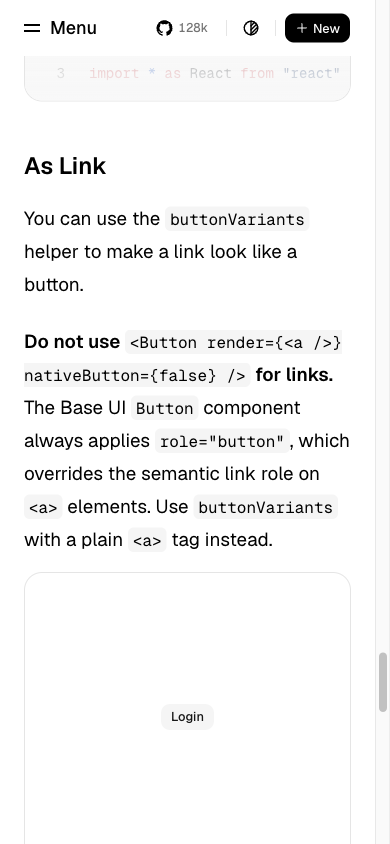 Menu 128k + New
3 import * as React from "react"
As Link
You can use the buttonVariants
helper to make a link look like a
button.
Do not use <Button render={<a />}
nativeButton={false} /> for links.
The Base UI Button component
always applies role="button", which
overrides the semantic link role on
<a> elements. Use buttonVariants
with a plain <a> tag instead.
Login